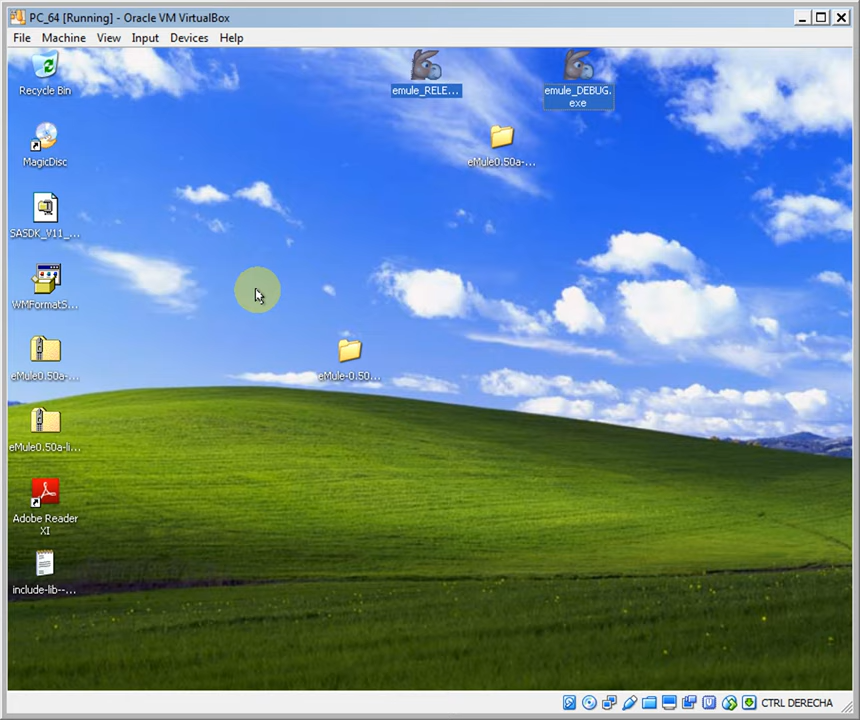 PC_64 [Running] - Oracle VM VirtualBox
File Machine View Input Devices Help
Recycle Bin
emule_RELE...
emule_DEBUG.
exe
MagicDisc
eMule0.50a-...
SASDK_V11_...
WMFormatS...
eMule0.50a-...
eMule-0.50...
eMule0.50a-li...
Adobe Reader
XI
include-lib--...
CTRL DERECHA